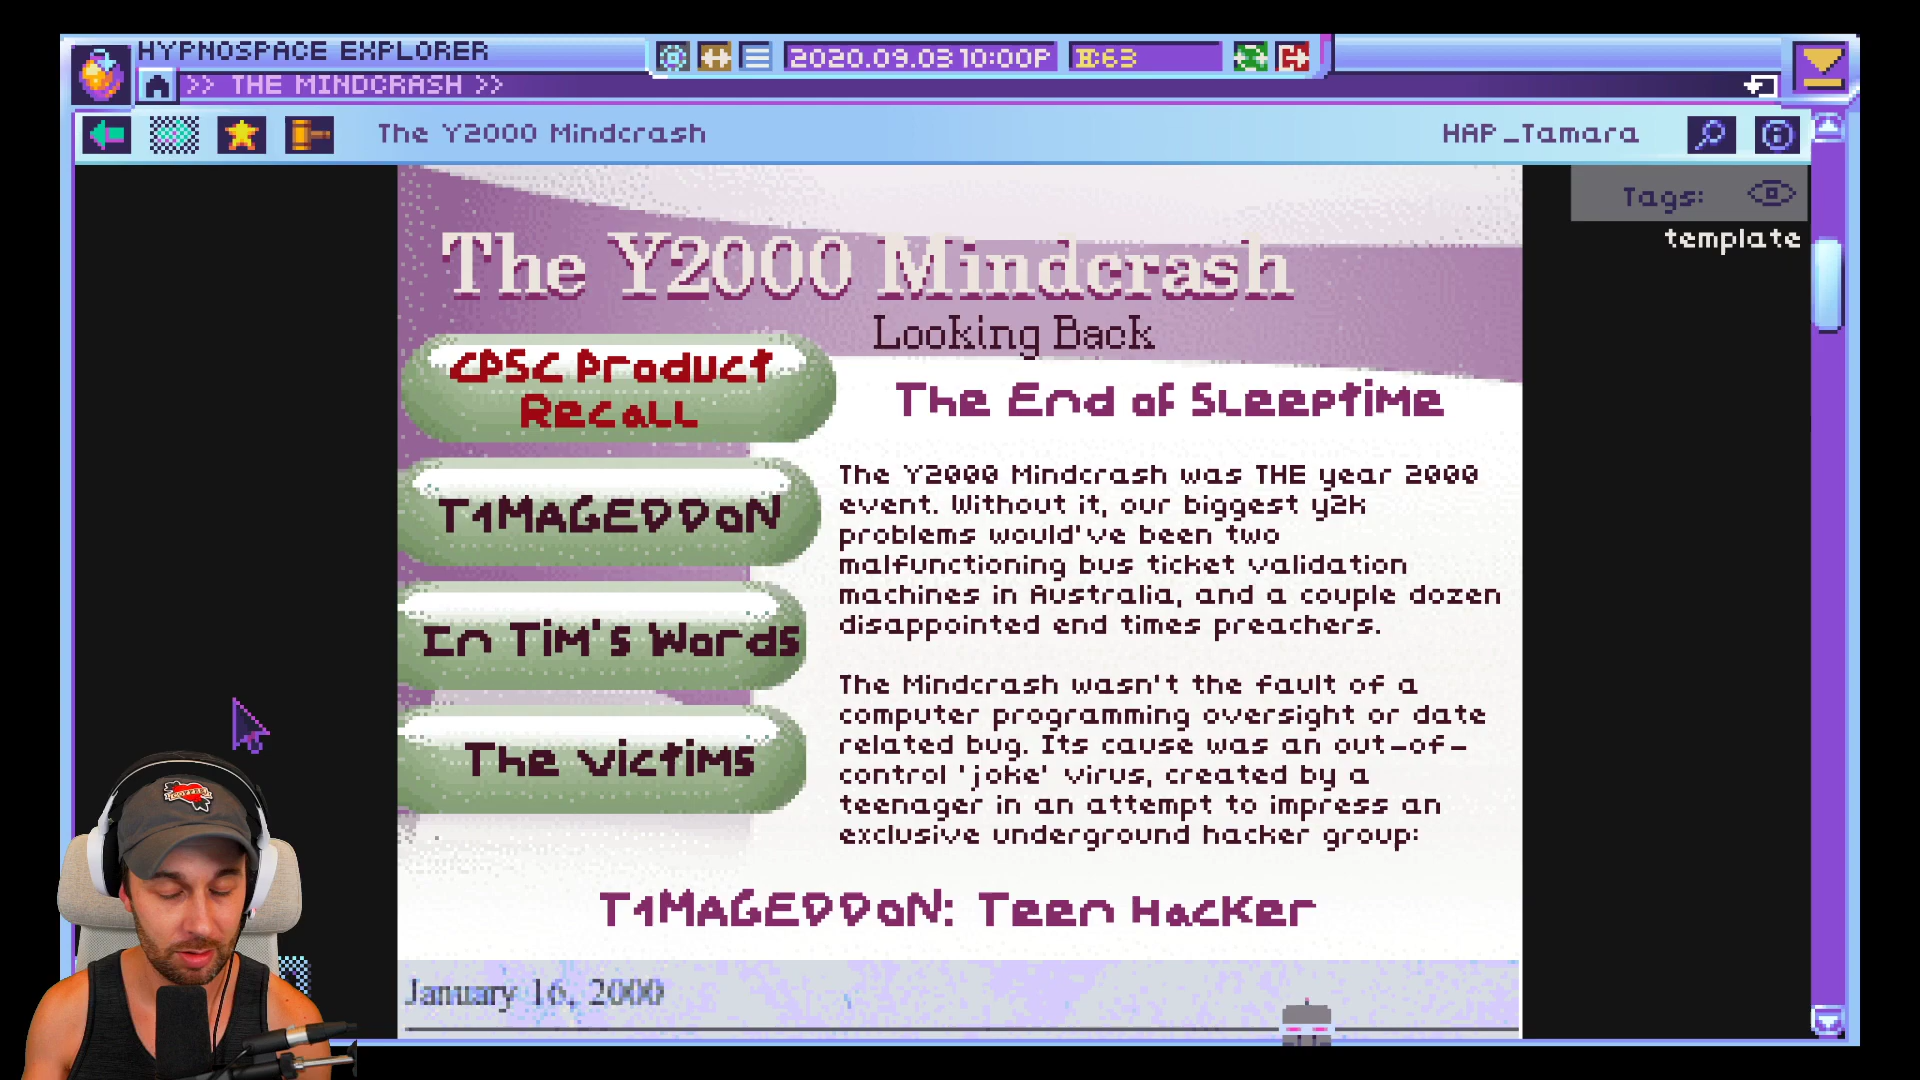 HYPNOSPACE EXPLORER
2020.09.03 10:00P
63
>> THE MINDCRASH >>
The Y2000 Mindcrash
HAP_Tamara
Tags:
template
The Y2000 Mindcrash
Looking Back
CPSC Product
Recall
T1MAGEDDoN
In Tim's Words
The Victims
The End of Sleeptime
The Y2000 Mindcrash was THE year 2000
event. Without it, our biggest y2k
problems would've been two
malfunctioning bus ticket validation
machines in Australia, and a couple dozen
disappointed end times preachers.
The Mindcrash wasn't the fault of a
computer programming oversight or date
related bug. Its cause was an out-of-
control 'joke' virus, created by a
teenager in an attempt to impress an
exclusive underground hacker group:
T1MAGEDDoN: Teen Hacker
January 16, 2000